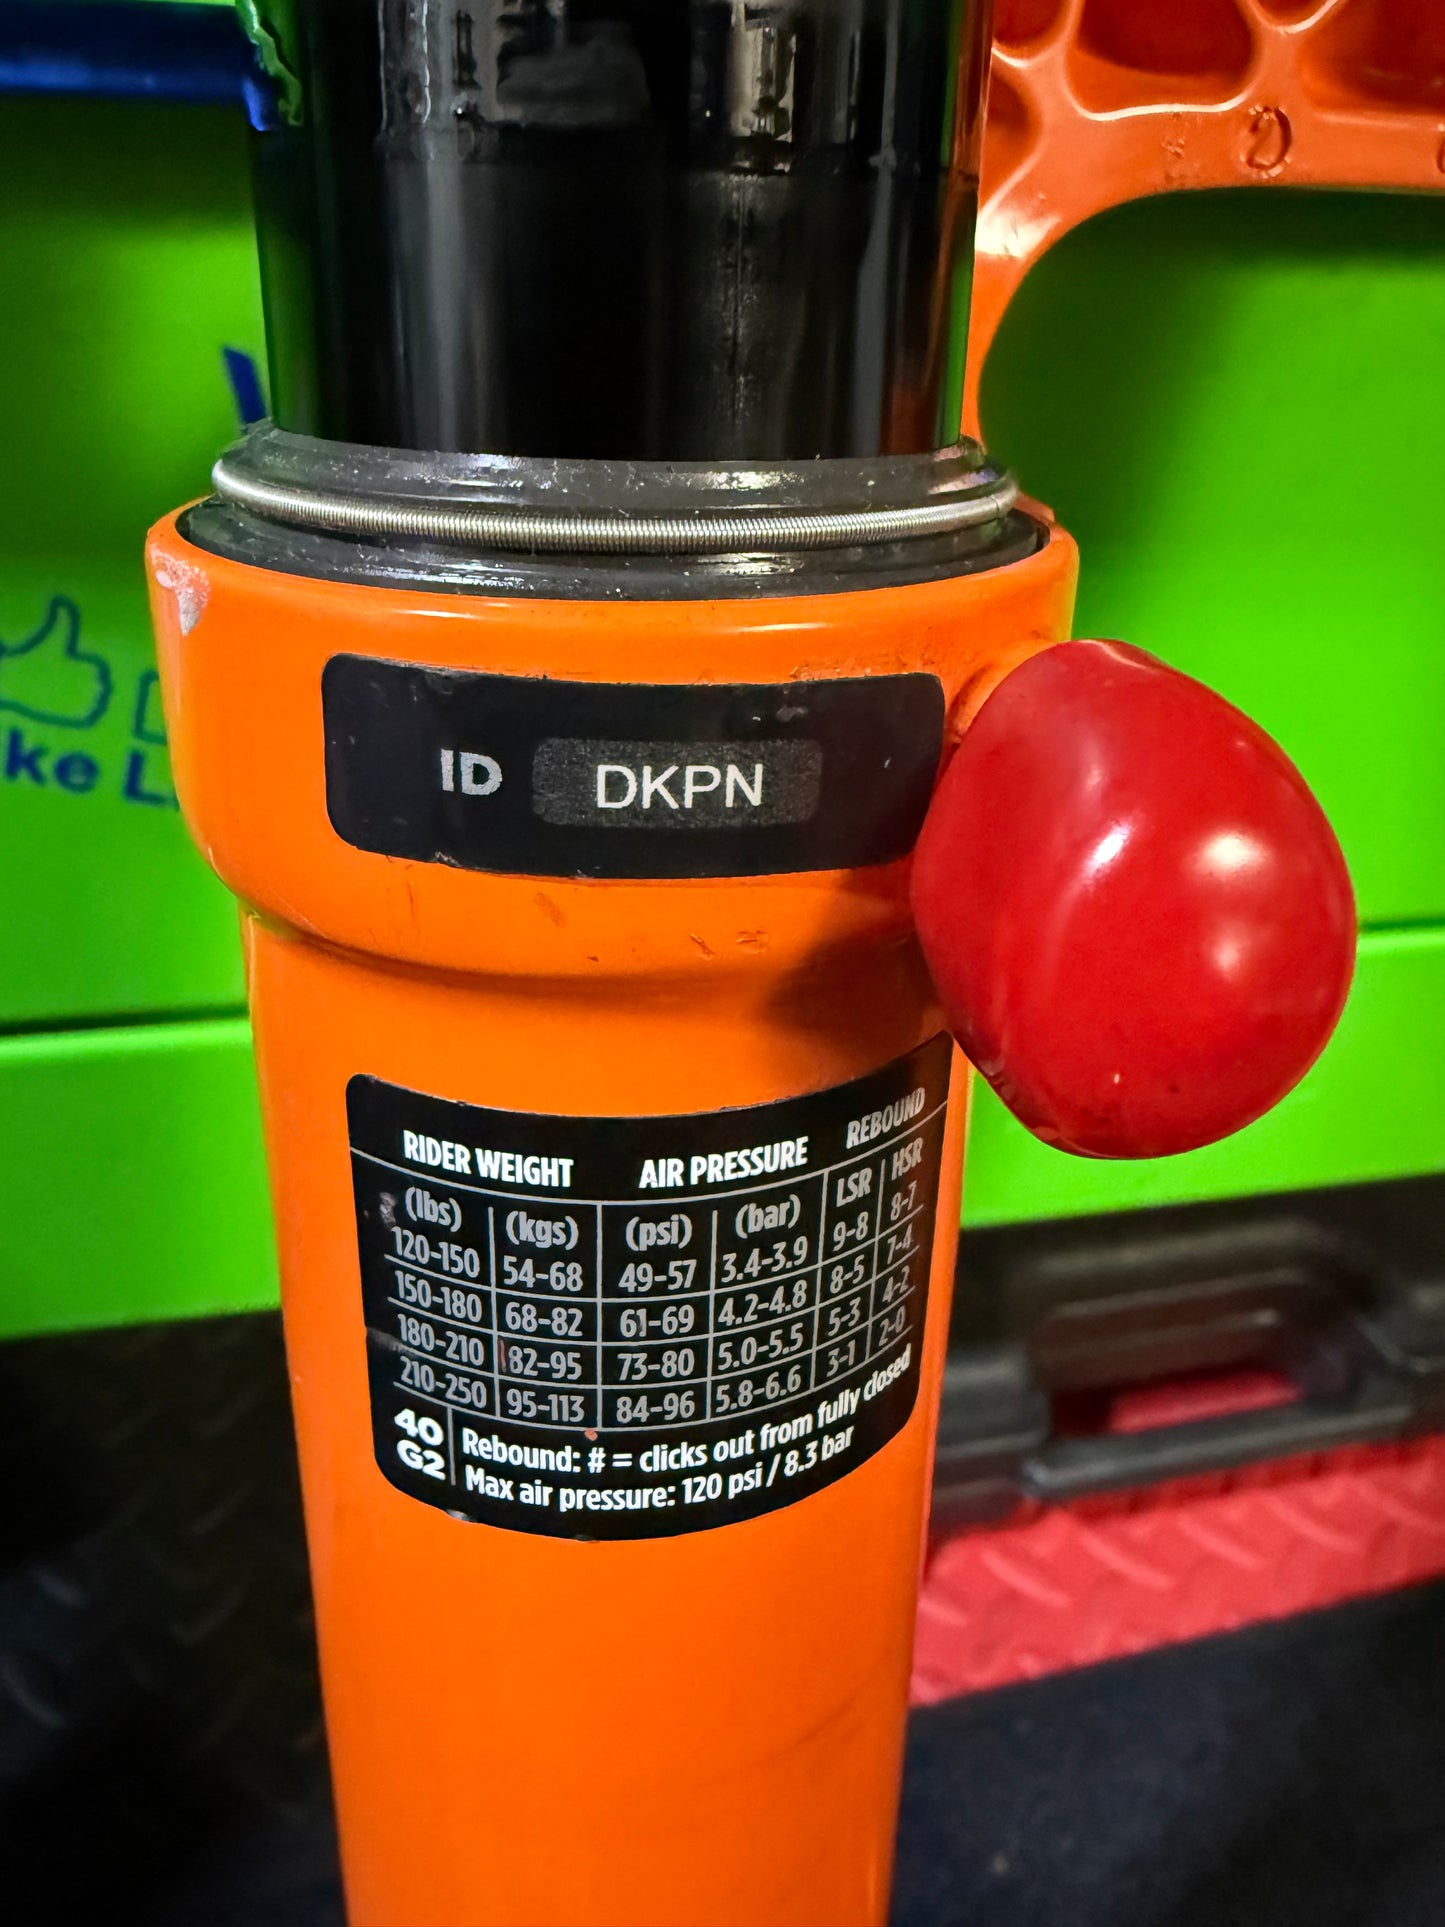 ke L
ID DKPN
RIDER WEIGHT AIR PRESSURE REBOUND
(lbs) (kgs) (psi) (bar) LSR HSR
120-150 54-68 49-57 3.4-3.9 9-8 8-7
150-180 68-82 61-69 4.2-4.8 8-5 7-4
180-210 82-95 73-80 5.0-5.5 5-3 4-2
210-250 95-113 84-96 5.8-6.6 3-1 2-0
40 G2
Rebound: # = clicks out from fully closed
Max air pressure: 120 psi / 8.3 bar